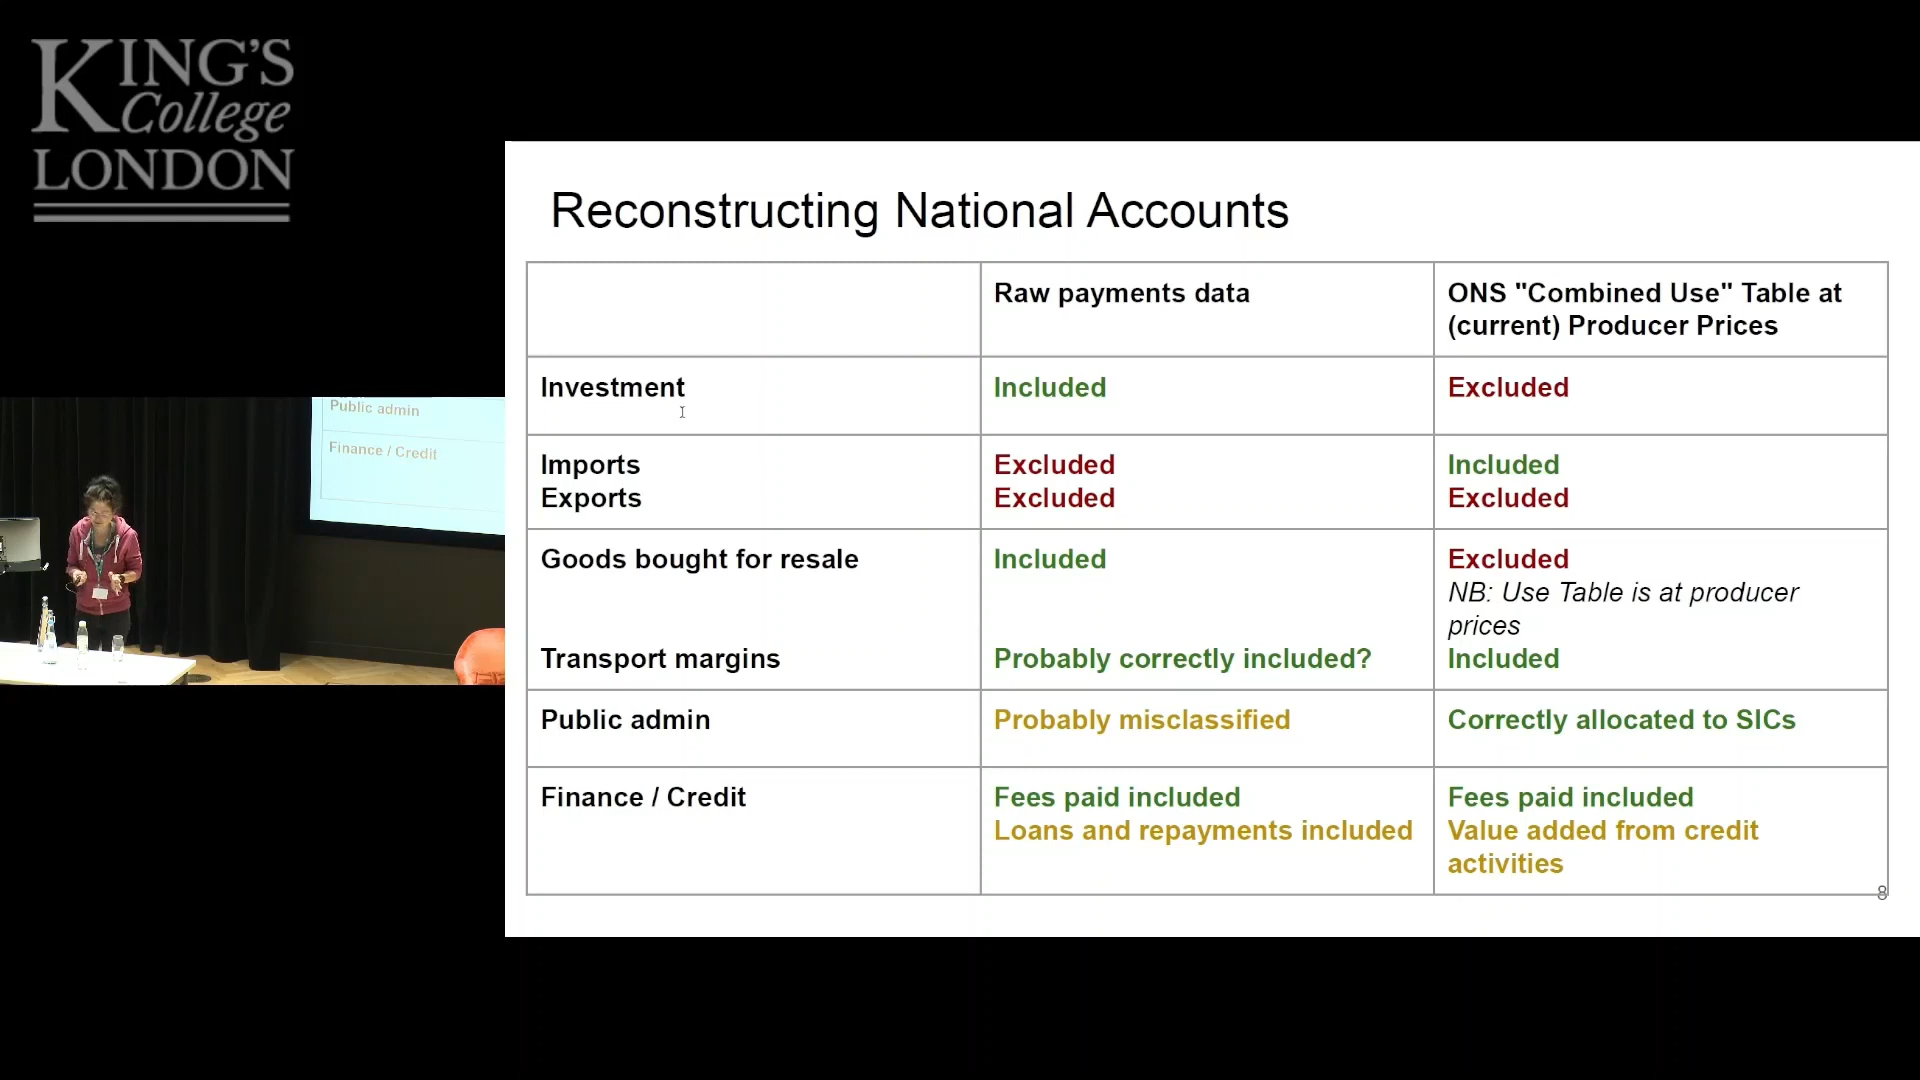 KING'S
College
LONDON
Public admin
Finance / Credit
Reconstructing National Accounts
Raw payments data
ONS "Combined Use" Table at
(current) Producer Prices
Investment
Included
Excluded
Imports
Exports
Excluded
Excluded
Included
Excluded
Goods bought for resale
Included
Excluded
NB: Use Table is at producer
prices
Transport margins
Probably correctly included?
Included
Public admin
Probably misclassified
Correctly allocated to SICs
Finance / Credit
Fees paid included
Loans and repayments included
Fees paid included
Value added from credit
activities
8